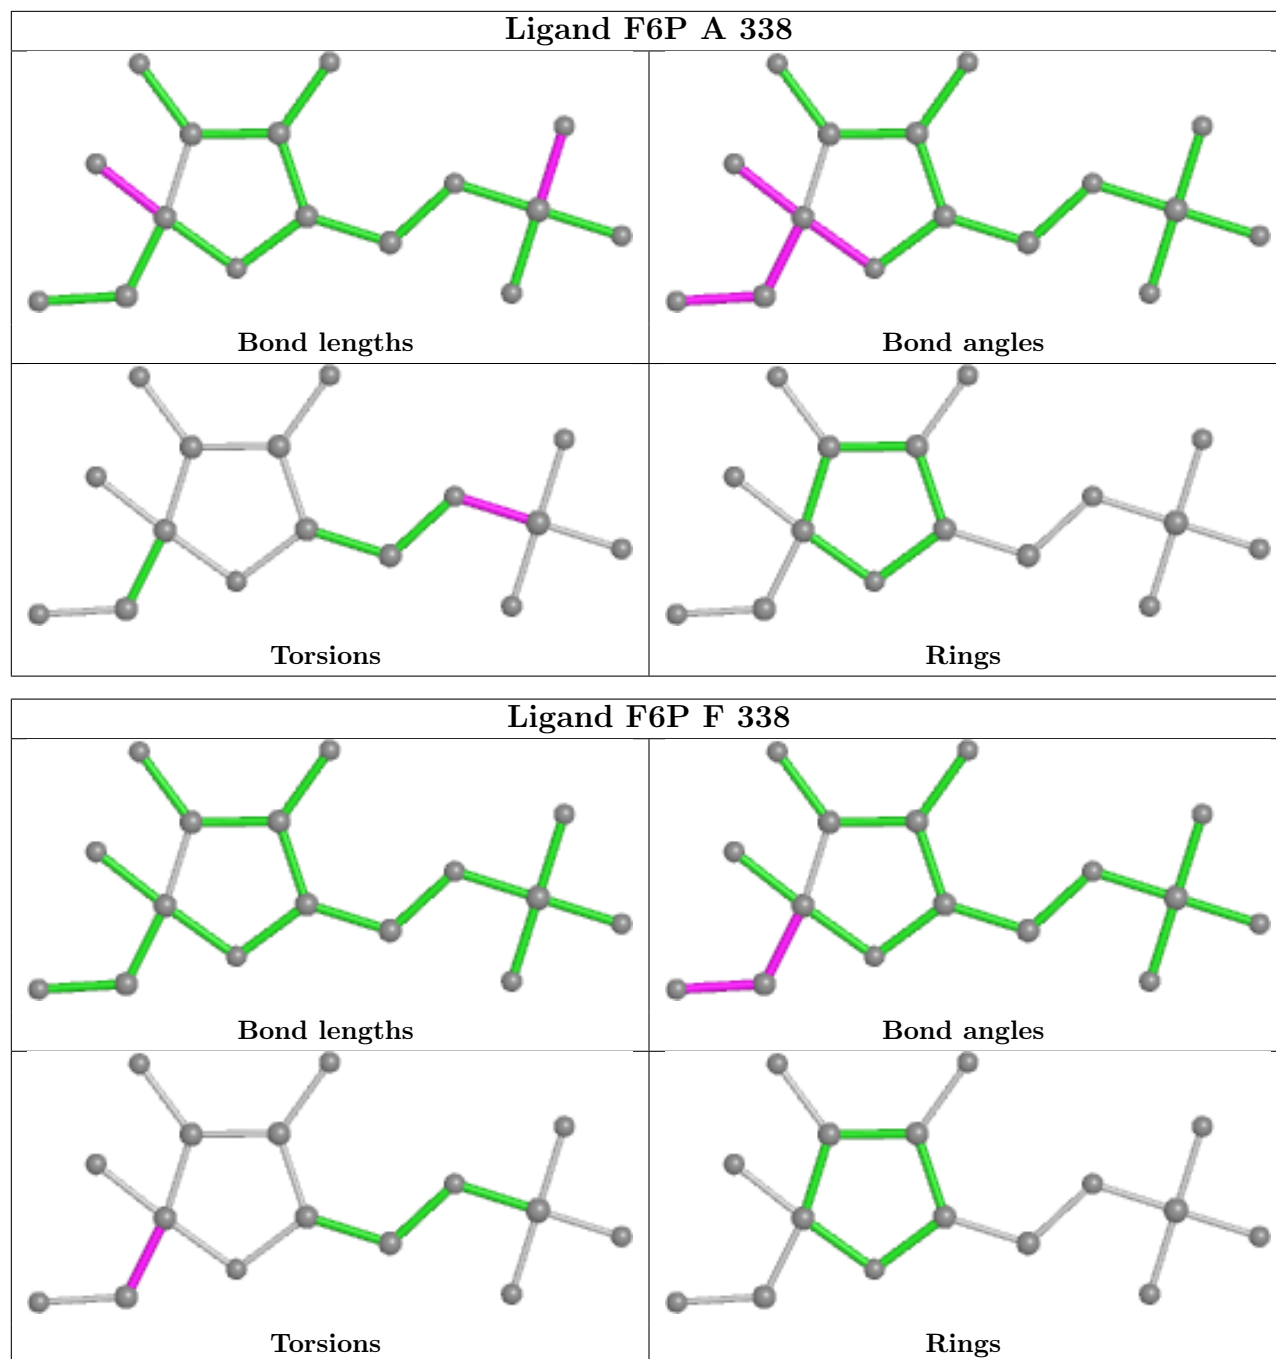 Ligand F6P A 338
Bond lengths
Bond angles
Torsions
Rings
Ligand F6P F 338
Bond lengths
Bond angles
Torsions
Rings